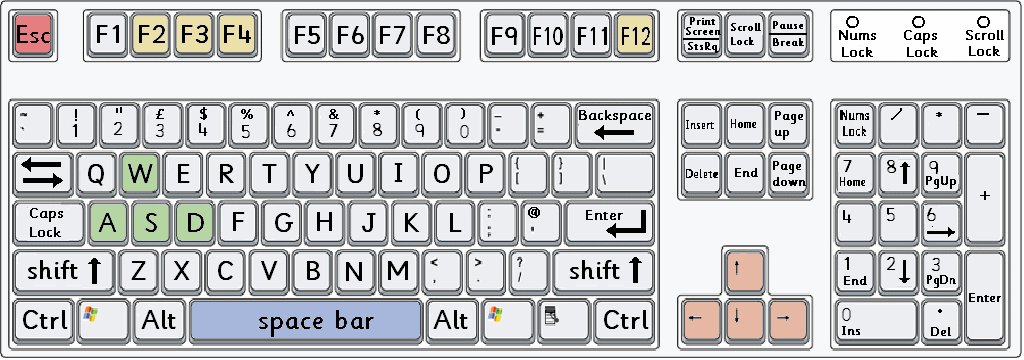 Esc F1 F2 F3 F4 F5 F6 F7 F8 F9 F10 F11 F12 Print Scroll Pause
Screen Lock Break
StsRq
Nums Caps Scroll
Lock Lock Lock
~ ! " £ $ % ^ & * ( ) - + Backspace
` 1 2 3 4 5 6 7 8 9 0 - = ←
Insert Home Page
up
Nums / * —
Lock
Q W E R T Y U I O P { } |
[ ] \
Delete End Page
down
7 8 ↑ 9 +
Home PgUp
Caps A S D F G H J K L : @ Enter
Lock ; '
4 5 6
→
shift ↑ Z X C V B N M < > ? shift ↑
, . /
↑
1 2 ↓ 3 Enter
End PgDn
Ctrl Alt space bar Alt Ctrl
← ↓ →
0 .
Ins Del